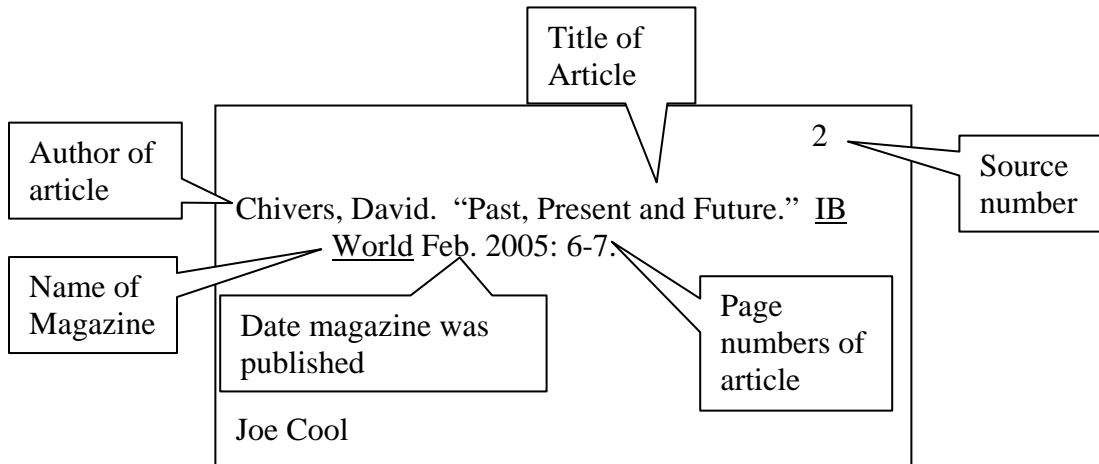 Title of
Article
2
Author of
article
Source
number
Chivers, David.  “Past, Present and Future.”  IB
World Feb. 2005: 6-7.
Name of
Magazine
Date magazine was
published
Page
numbers of
article
Joe Cool